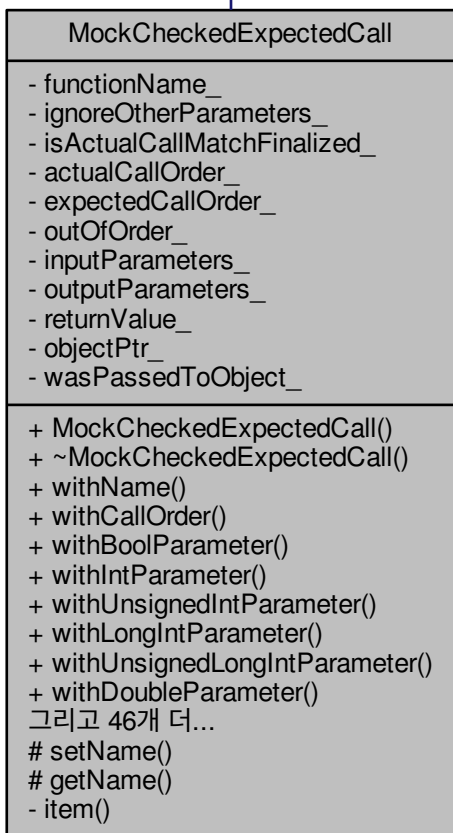 MockCheckedExpectedCall
- functionName_
- ignoreOtherParameters_
- isActualCallMatchFinalized_
- actualCallOrder_
- expectedCallOrder_
- outOfOrder_
- inputParameters_
- outputParameters_
- returnValue_
- objectPtr_
- wasPassedToObject_
+ MockCheckedExpectedCall()
+ ~MockCheckedExpectedCall()
+ withName()
+ withCallOrder()
+ withBoolParameter()
+ withIntParameter()
+ withUnsignedIntParameter()
+ withLongIntParameter()
+ withUnsignedLongIntParameter()
+ withDoubleParameter()
그리고 46개 더...
# setName()
# getName()
- item()